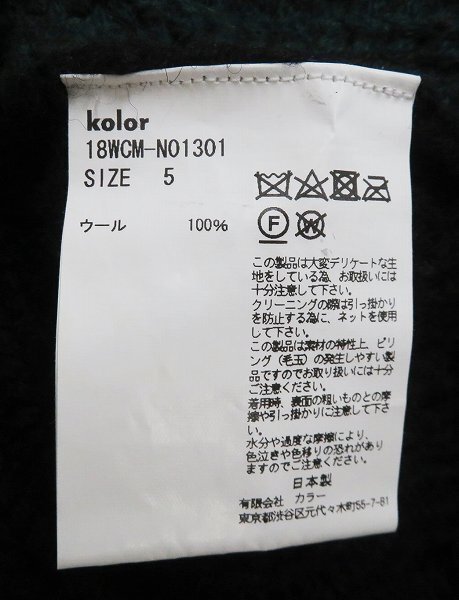 kolor
18WCM-N01301
SIZE 5
ウール 100%
F
W
この製品は大変デリケートな生
地をしている為、お取扱いには
十分注意して下さい。
クリーニングの際は引っ掛かり
を防止する為に、ネットを使用
して下さい。
この製品は素材の特性上、ピリ
ング(毛玉)の発生しやすい製
品ですのでお取り扱いには十分
ご注意ください。
着用時、裏面の粗いものとの摩
擦や引っ掛かりに注意して下さ
い。
水分や過度な摩擦により、
色泣きや色移りの恐れがあり
ますのでご注意ください。
日本製
有限会社 カラー
東京都渋谷区元代々木町55-7-B1